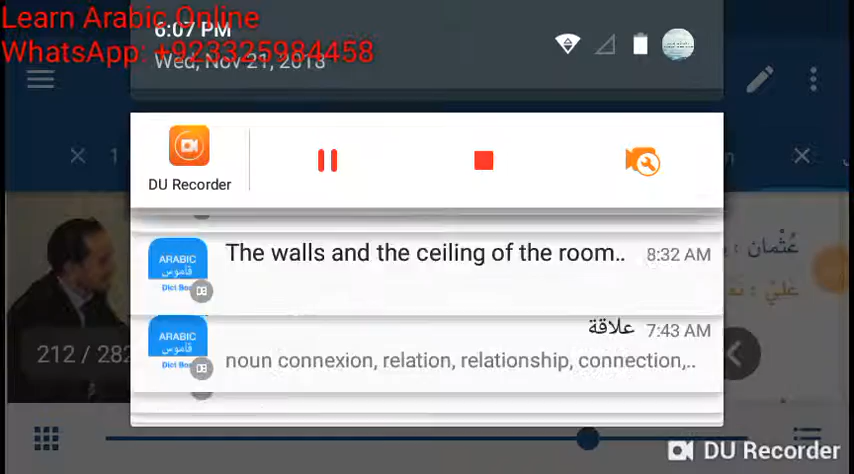 Learn Arabic Online
WhatsApp: +923325984458
6:07 PM
Wed, Nov 21, 2018
DU Recorder
The walls and the ceiling of the room.. 8:32 AM
ARABIC
قاموس
علاقة 7:43 AM
noun connexion, relation, relationship, connection,..
ARABIC
قاموس
عُثْمان :
عليّ :
212 / 282
DU Recorder